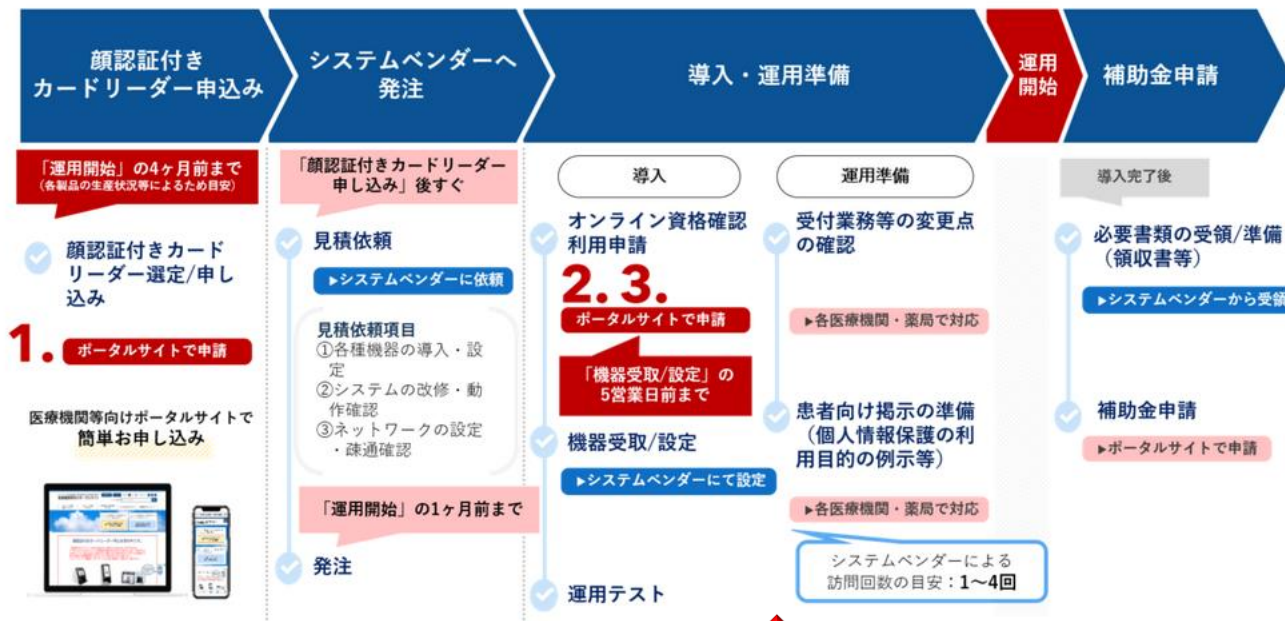 顔認証付き
カードリーダー申込み
システムベンダーへ
発注
導入・運用準備
運用
開始
補助金申請
「運用開始」の4ヶ月前まで
(各製品の生産状況等によるため目安)
顔認証付きカード
リーダー選定/申し
込み
1.
ポータルサイトで申請
医療機関等向けポータルサイトで
簡単お申し込み
「顔認証付きカードリーダー
申し込み」後すぐ
見積依頼
▶システムベンダーに依頼
見積依頼項目
①各種機器の導入・設
定
②システムの改修・動
作確認
③ネットワークの設定
・疎通確認
「運用開始」の1ヶ月前まで
発注
導入
オンライン資格確認
利用申請
2. 3.
ポータルサイトで申請
「機器受取/設定」の
5営業日前まで
機器受取/設定
▶システムベンダーにて設定
運用テスト
運用準備
受付業務等の変更点
の確認
▶各医療機関・薬局で対応
患者向け掲示の準備
(個人情報保護の利
用目的の例示等)
▶各医療機関・薬局で対応
システムベンダーによる
訪問回数の目安:1~4回
導入完了後
必要書類の受領/準備
(領収書等)
▶システムベンダーから受領
補助金申請
▶ポータルサイトで申請